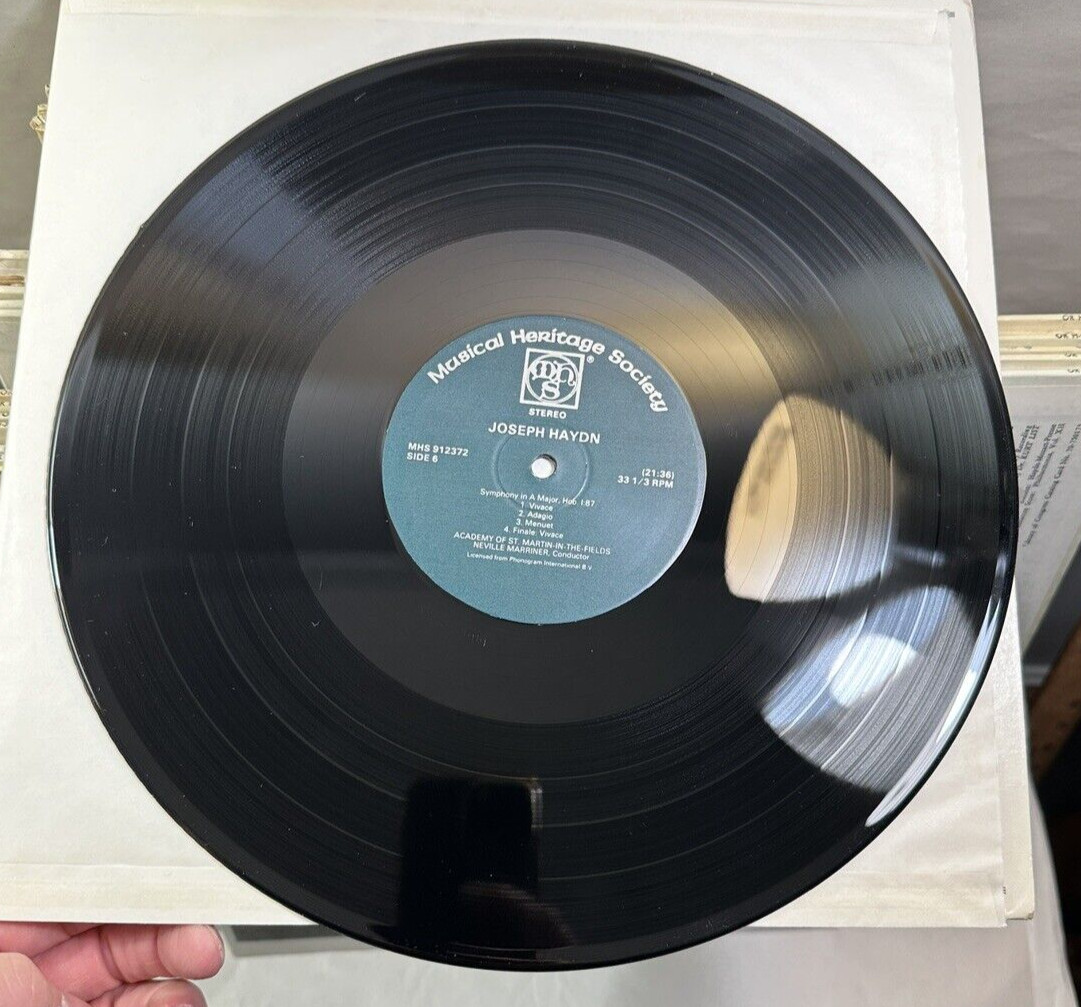 Musical Heritage Society
MHS
®
STEREO
JOSEPH HAYDN
MHS 912372
SIDE 6
(21:36)
33 1/3 RPM
Symphony in A Major, Hob. I:87
1. Vivace
2. Adagio
3. Menuet
4. Finale: Vivace
ACADEMY OF ST. MARTIN-IN-THE-FIELDS
NEVILLE MARRINER, Conductor
Licensed from Phonogram International B.V.